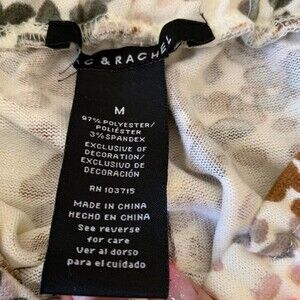 C & RACHEL
M
97% POLYESTER/
POLIÉSTER
3% SPANDEX
EXCLUSIVE OF
DECORATION/
EXCLUSIVO DE
DECORACIÓN
RN 103715
MADE IN CHINA
HECHO EN CHINA
See reverse
for care
Ver al dorso
para el cuidado